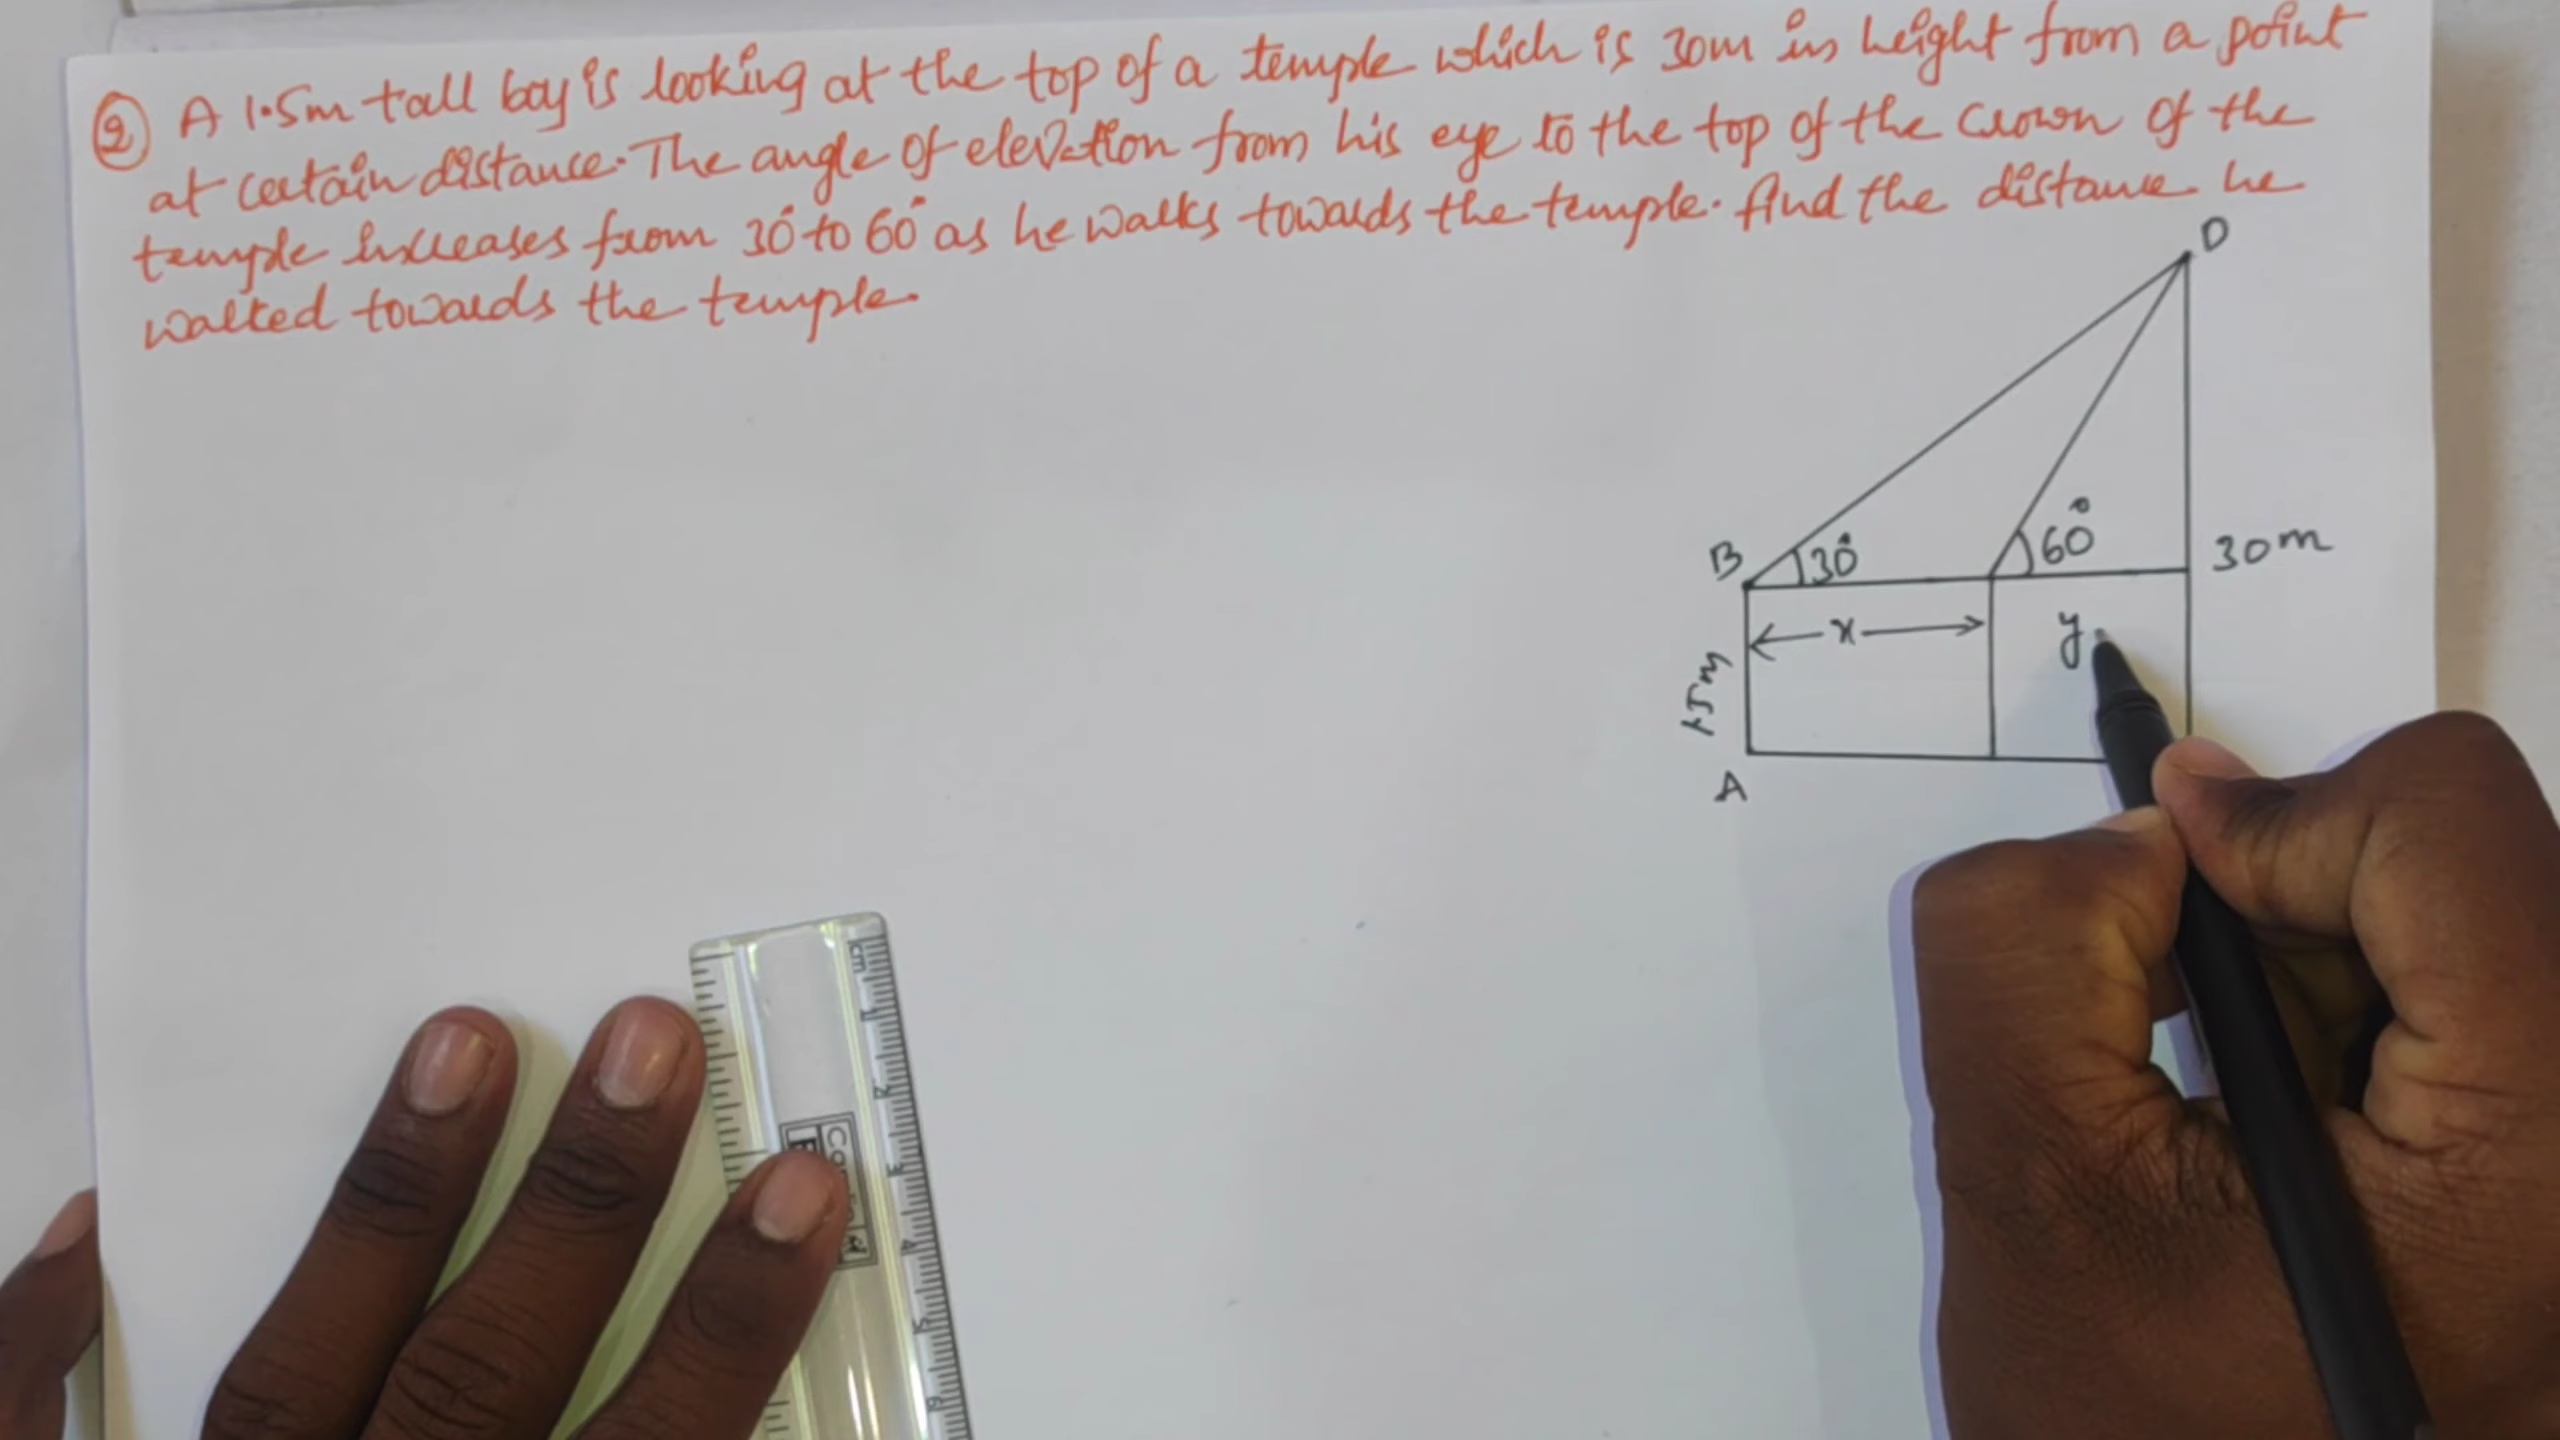 2 A 1.5m tall boy is looking at the top of a temple which is 30m in height from a point
at certain distance. The angle of elevation from his eye to the top of the crown of the
temple increases from 30° to 60° as he walks towards the temple. find the distance he
walked towards the temple.
D
B 30° 60° 30m
x y
1.5m
A
cm